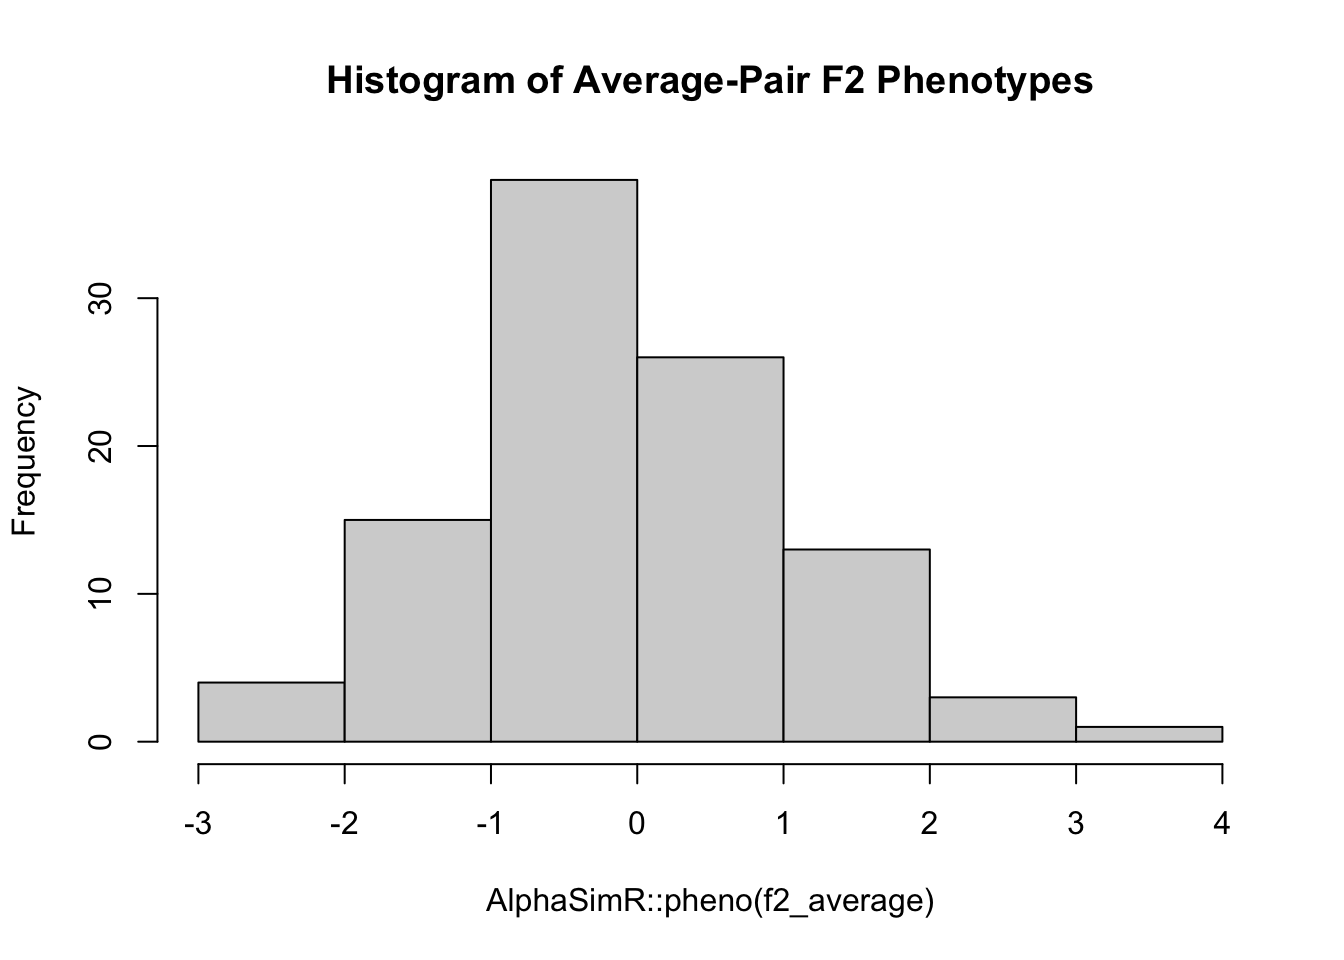 Histogram of Average-Pair F2 Phenotypes
Frequency
30
20
10
0
-3 -2 -1 0 1 2 3 4
AlphaSimR::pheno(f2_average)